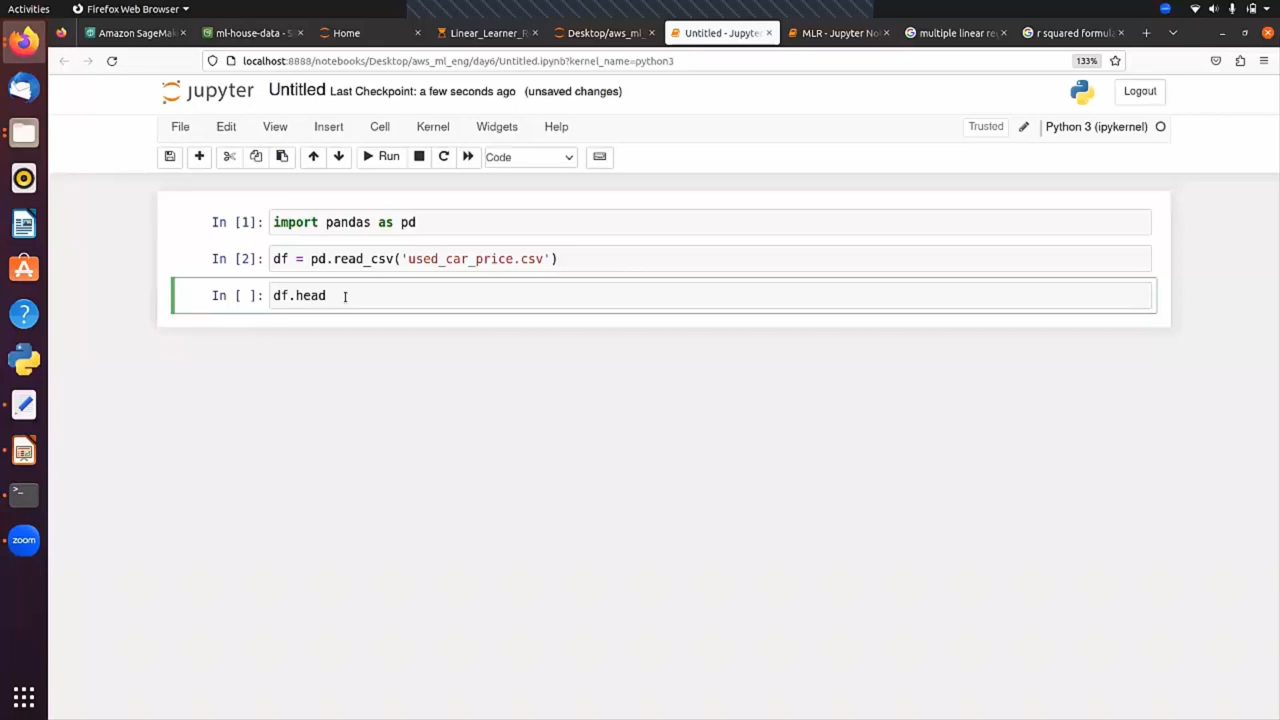 Activities
Firefox Web Browser
Amazon SageMak
ml-house-data - S
Home
Linear_Learner_R
Desktop/aws_ml_
Untitled - Jupyte
MLR - Jupyter No
multiple linear re
r squared formula
localhost:8888/notebooks/Desktop/aws_ml_eng/day6/Untitled.ipynb?kernel_name=python3
133%
jupyter Untitled Last Checkpoint: a few seconds ago (unsaved changes)
Logout
File Edit View Insert Cell Kernel Widgets Help
Trusted
Python 3 (ipykernel)
Run
Code
In [1]: import pandas as pd
In [2]: df = pd.read_csv('used_car_price.csv')
In [ ]: df.head
zoom